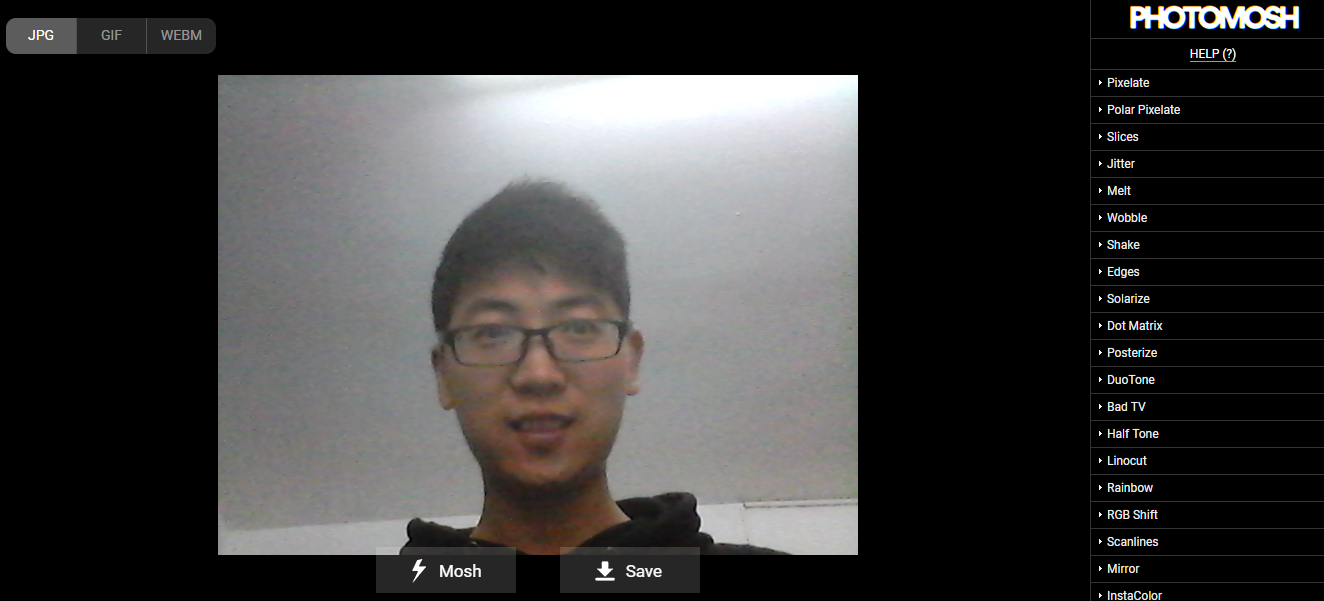 JPG GIF WEBM
PHOTOMOSH
HELP (?)
Pixelate
Polar Pixelate
Slices
Jitter
Melt
Wobble
Shake
Edges
Solarize
Dot Matrix
Posterize
DuoTone
Bad TV
Half Tone
Linocut
Rainbow
RGB Shift
Scanlines
Mirror
InstaColor
Mosh Save